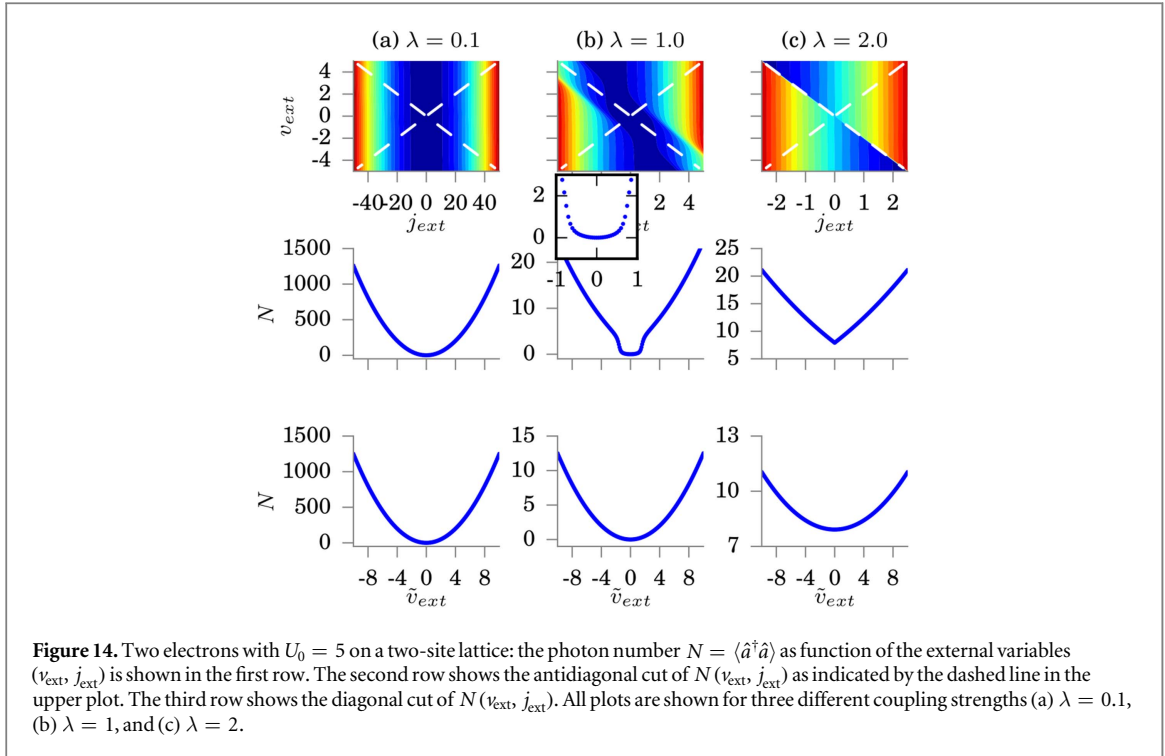 (a) λ = 0.1 (b) λ = 1.0 (c) λ = 2.0
4
2
0
-2
-4
v_ext
-40 -20 0 20 40
j_ext
2 4
-2 -1 0 1 2
j_ext
2
0
-1 0 1
1500
1000
500
0
N
20
10
0
25
20
15
10
5
1500
1000
500
0
N
15
10
5
0
13
10
7
-8 -4 0 4 8 -8 -4 0 4 8 -8 -4 0 4 8
ṽ_ext ṽ_ext ṽ_ext
Figure 14. Two electrons with U₀ = 5 on a two-site lattice: the photon number N = ⟨â†â⟩ as function of the external variables
(v_ext, j_ext) is shown in the first row. The second row shows the antidiagonal cut of N(v_ext, j_ext) as indicated by the dashed line in the
upper plot. The third row shows the diagonal cut of N(v_ext, j_ext). All plots are shown for three different coupling strengths (a) λ = 0.1,
(b) λ = 1, and (c) λ = 2.